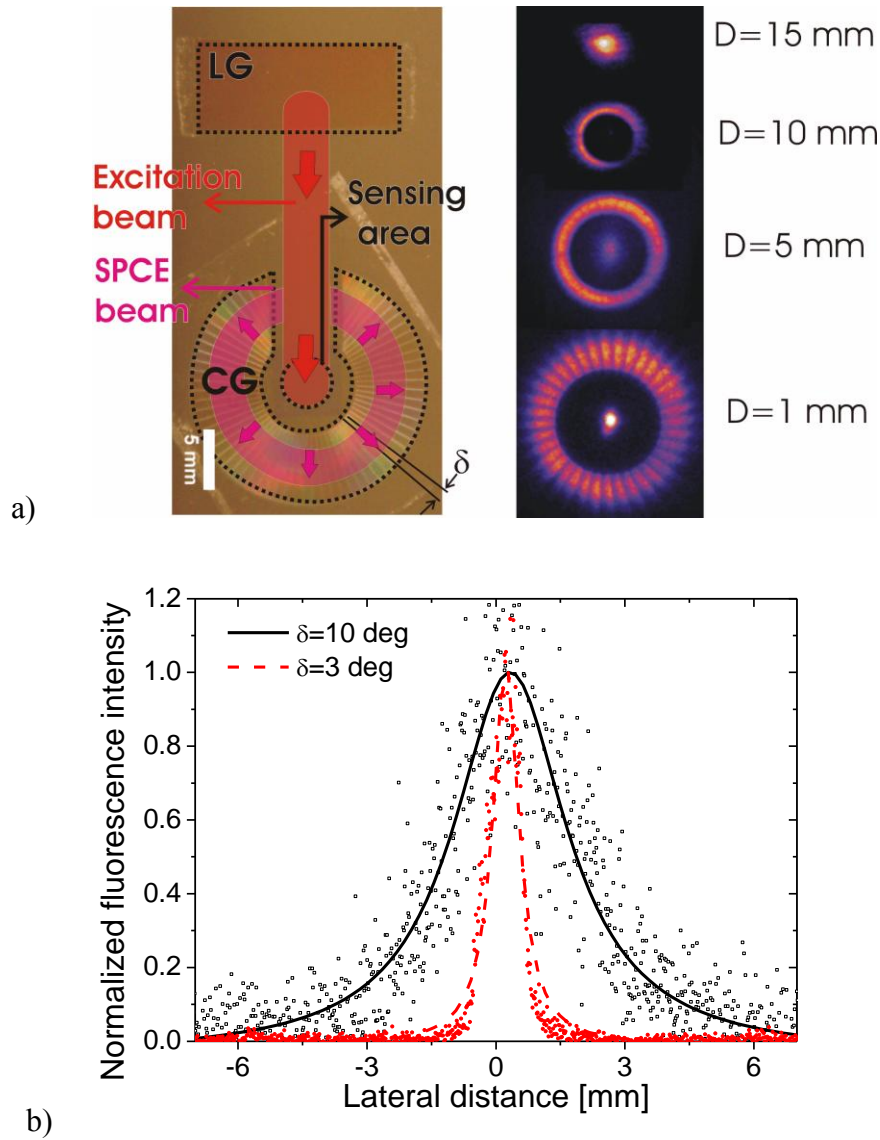 LG
Excitation
beam
Sensing
area
SPCE
beam
CG
5 mm
δ
D=15 mm
D=10 mm
D=5 mm
D=1 mm
a)
1.2
1.0
0.8
0.6
0.4
0.2
0.0
Normalized fluorescence intensity
δ=10 deg
δ=3 deg
-6
-3
0
3
6
Lateral distance [mm]
b)